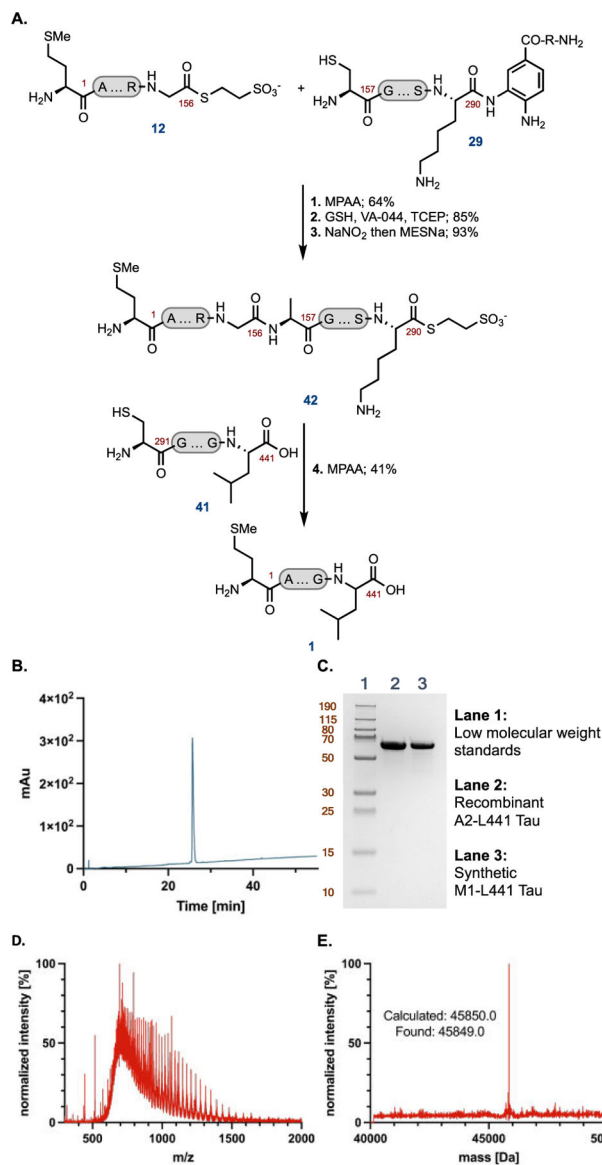 A.
SMe
H2N
O
1
A ... R
H
N
O
156
S
SO3-
12
+
HS
H2N
O
157
G ... S
H
N
O
290
N
H
NH2
CO-R-NH2
NH2
29
1. MPAA; 64%
2. GSH, VA-044, TCEP; 85%
3. NaNO2 then MESNa; 93%
SMe
H2N
O
1
A ... R
H
N
O
156
N
H
O
157
G ... S
H
N
O
290
S
SO3-
NH2
42
HS
H2N
O
291
G ... G
H
N
O
OH
441
41
4. MPAA; 41%
SMe
H2N
O
1
A ... G
H
N
O
OH
441
1
B.
4×10²
3×10²
2×10²
1×10²
0
mAu
0
20
40
Time [min]
C.
1 2 3
190
115
80
70
50
30
25
15
10
Lane 1:
Low molecular weight
standards
Lane 2:
Recombinant
A2-L441 Tau
Lane 3:
Synthetic
M1-L441 Tau
D.
normalized intensity [%]
100
50
0
500 1000 1500 2000
m/z
E.
normalized intensity [%]
100
50
0
Calculated: 45850.0
Found: 45849.0
40000 45000
mass [Da]